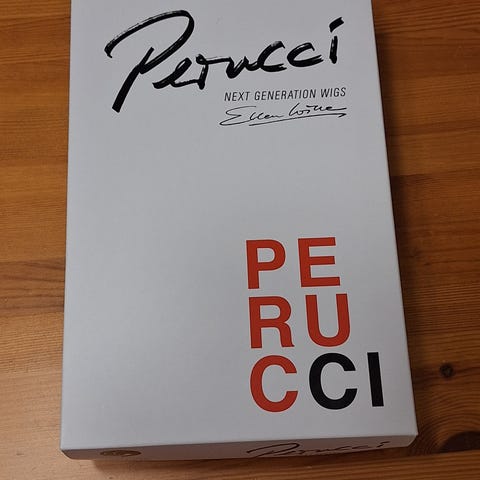 Perucci
NEXT GENERATION WIGS
Ellen Wille
PE
RU
CCI
Perucci